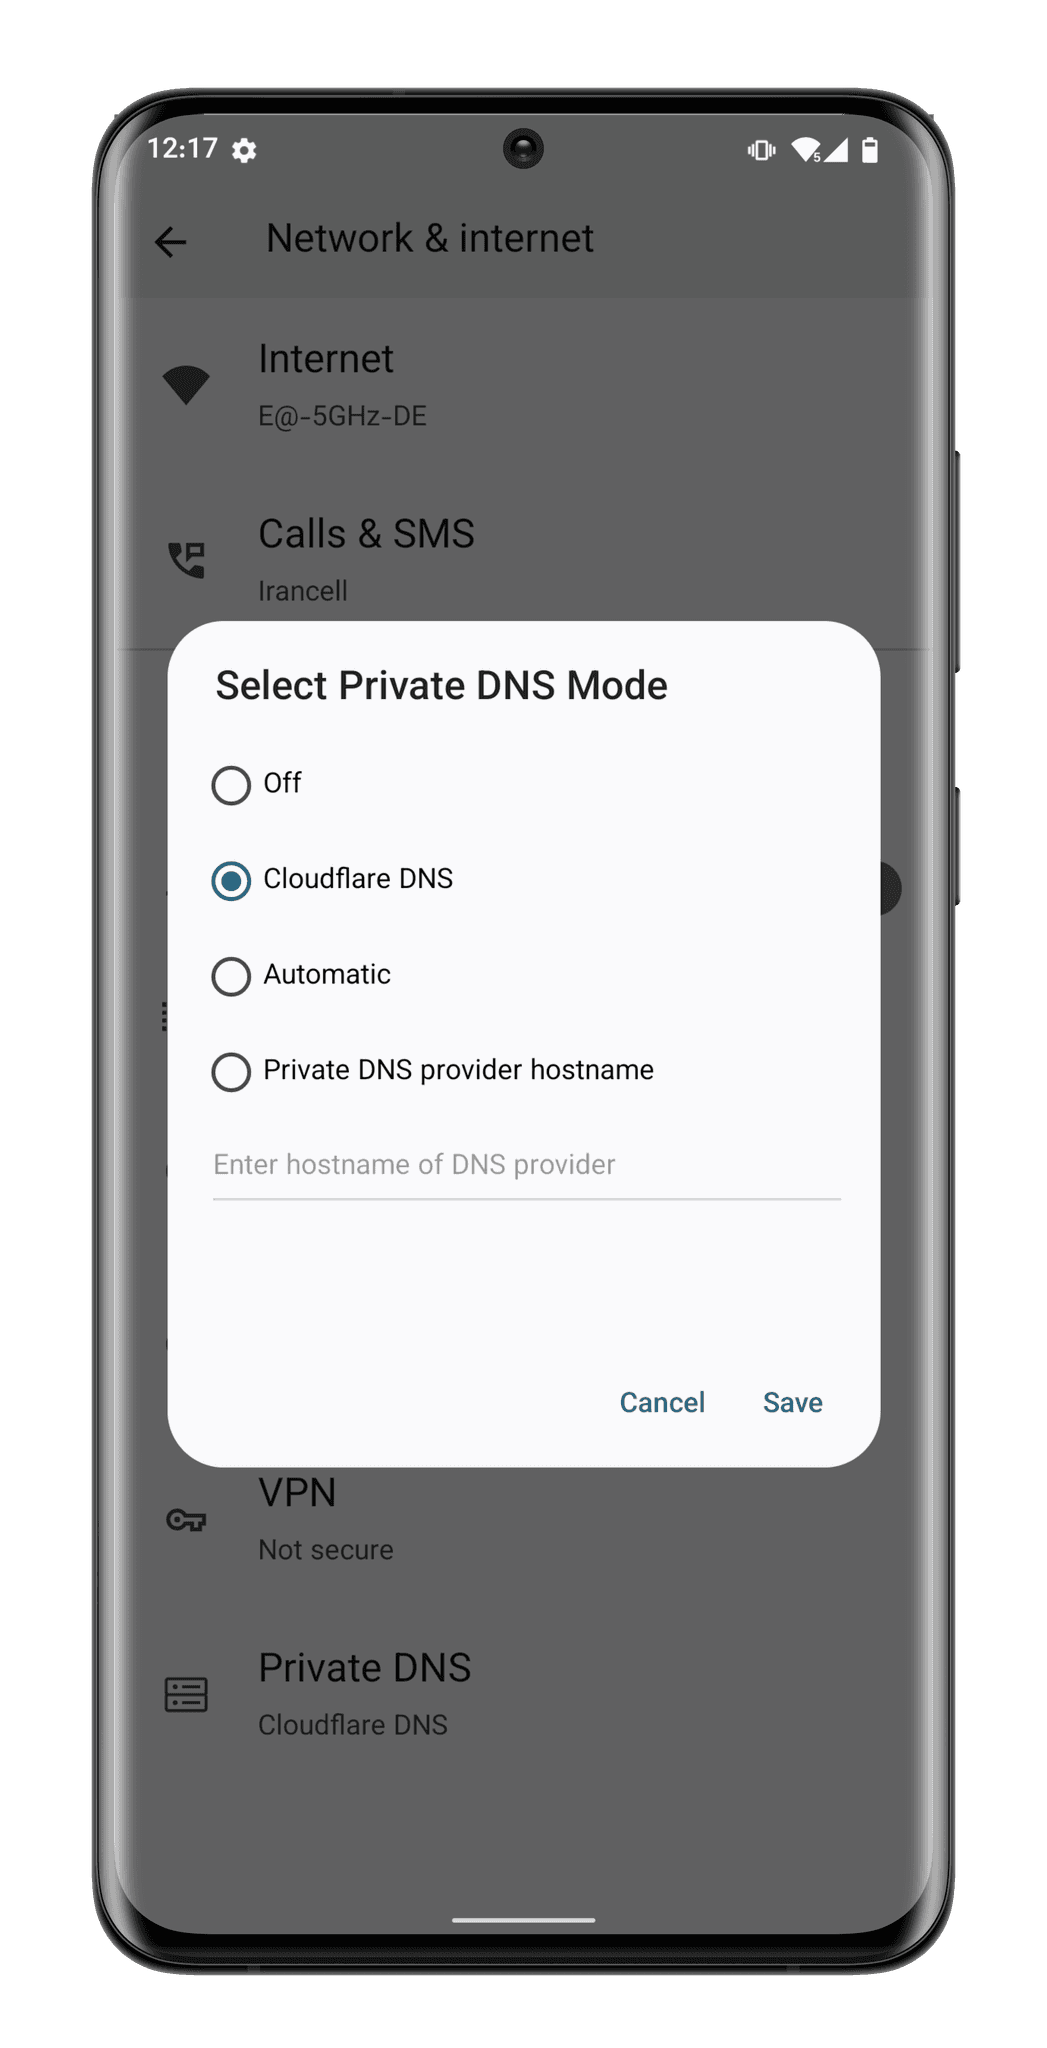 12:17
5
Network & internet
Internet
E@-5GHz-DE
Calls & SMS
Irancell
Select Private DNS Mode
Off
Cloudflare DNS
Automatic
Private DNS provider hostname
Enter hostname of DNS provider
Cancel Save
VPN
Not secure
Private DNS
Cloudflare DNS